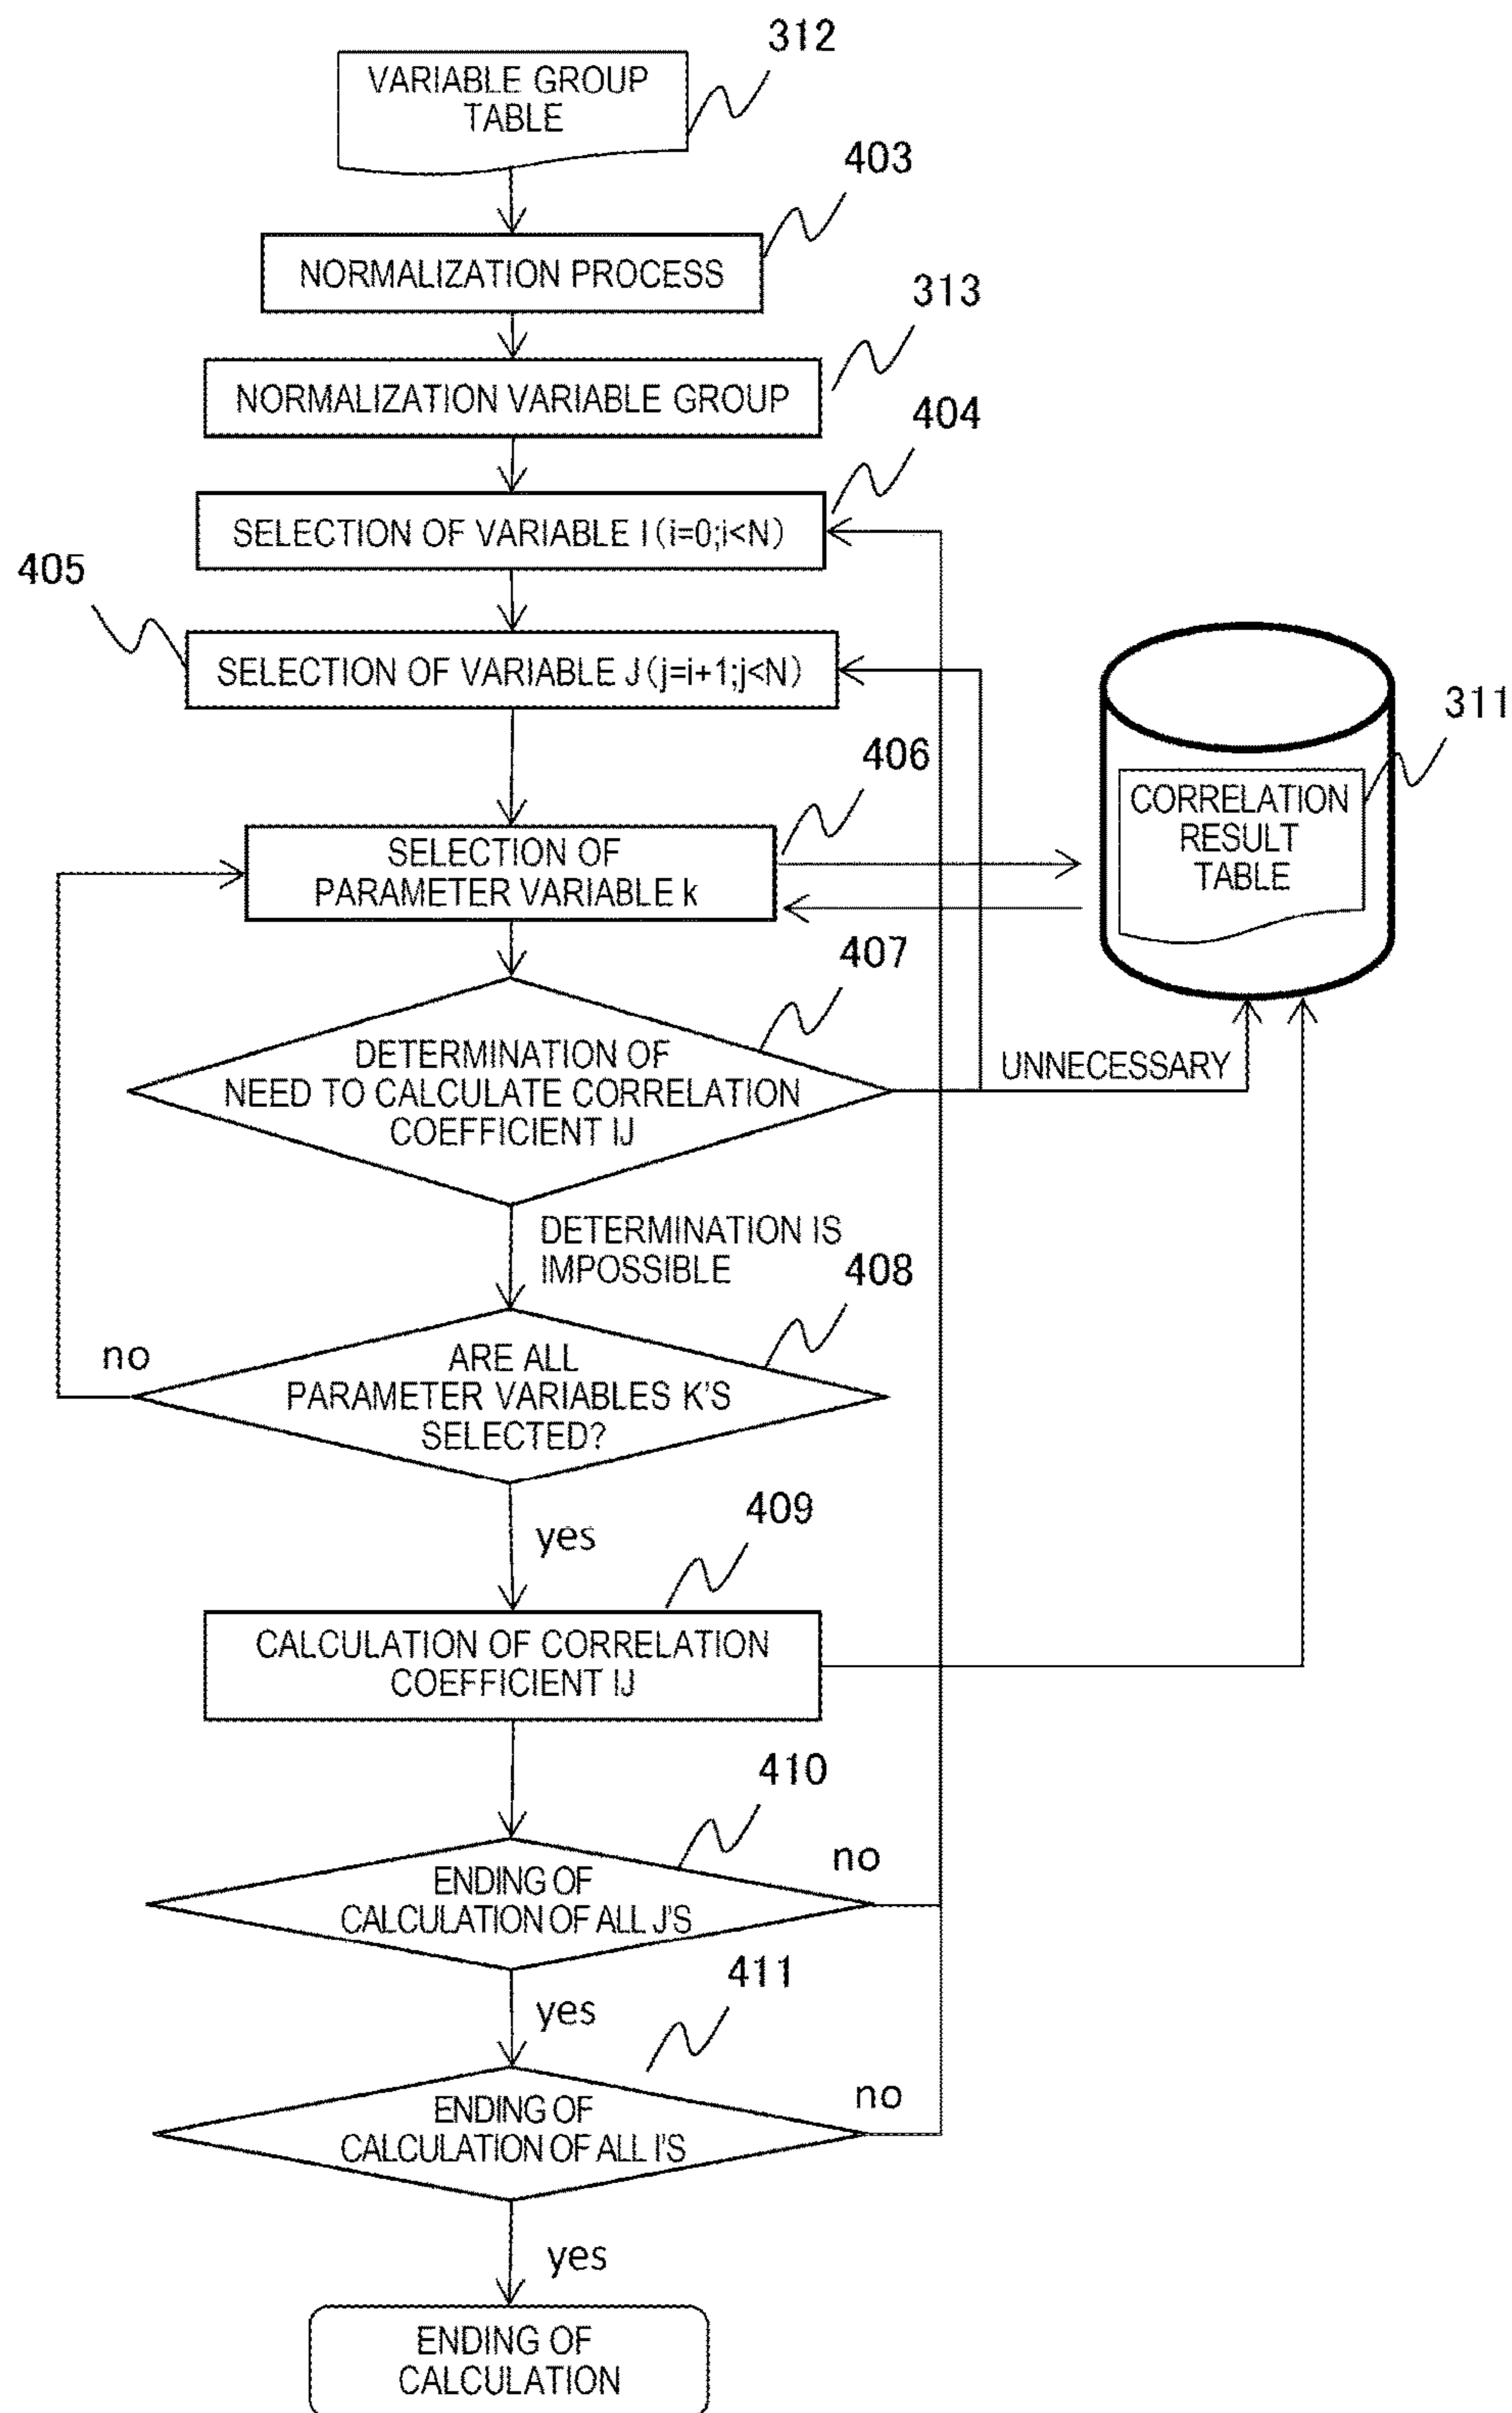 312
VARIABLE GROUP
TABLE
403
NORMALIZATION PROCESS
313
NORMALIZATION VARIABLE GROUP
404
SELECTION OF VARIABLE I (i=0;i<N)
405
SELECTION OF VARIABLE J (j=i+1;j<N)
406
SELECTION OF
PARAMETER VARIABLE k
311
CORRELATION
RESULT
TABLE
407
DETERMINATION OF
NEED TO CALCULATE CORRELATION
COEFFICIENT IJ
UNNECESSARY
DETERMINATION IS
IMPOSSIBLE
408
no
ARE ALL
PARAMETER VARIABLES K'S
SELECTED?
yes
409
CALCULATION OF CORRELATION
COEFFICIENT IJ
410
no
ENDING OF
CALCULATION OF ALL J'S
yes
411
no
ENDING OF
CALCULATION OF ALL I'S
yes
ENDING OF
CALCULATION